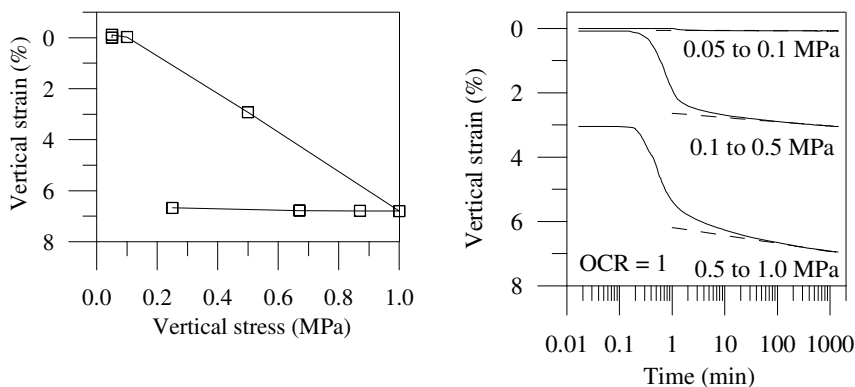 0
2
4
6
8
Vertical strain (%)
0.0 0.2 0.4 0.6 0.8 1.0
Vertical stress (MPa)
0
2
4
6
8
Vertical strain (%)
0.05 to 0.1 MPa
0.1 to 0.5 MPa
0.5 to 1.0 MPa
OCR = 1
0.01 0.1 1 10 100 1000
Time (min)